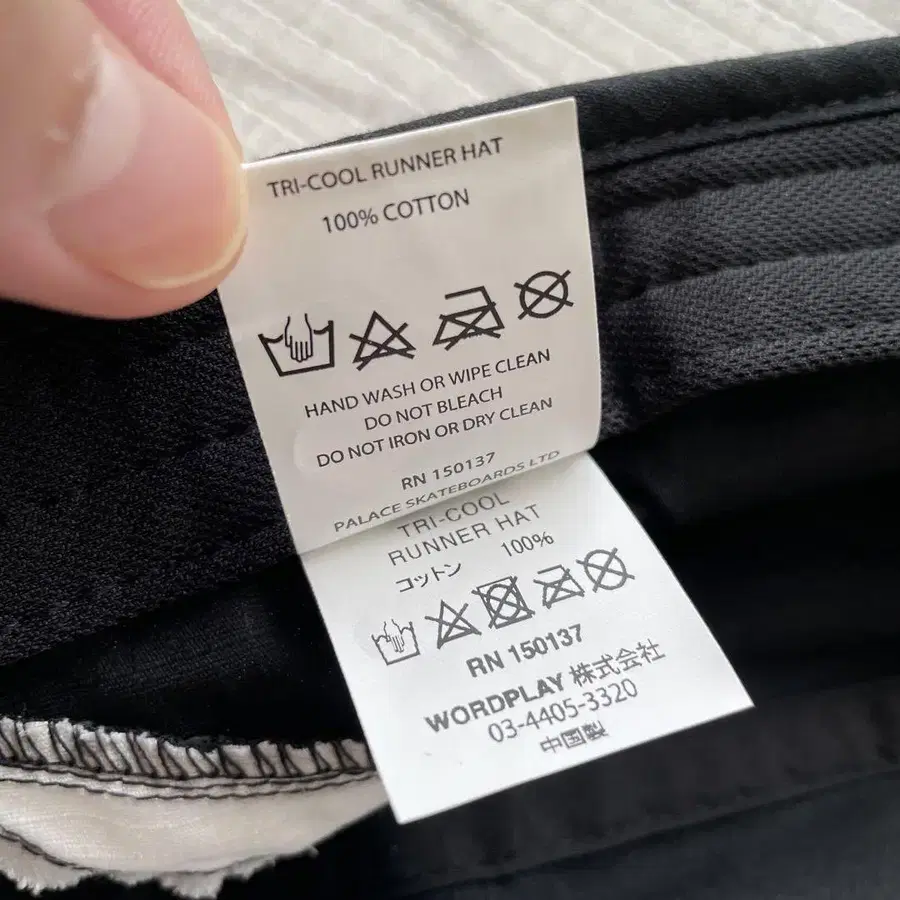 TRI-COOL RUNNER HAT
100% COTTON
HAND WASH OR WIPE CLEAN
DO NOT BLEACH
DO NOT IRON OR DRY CLEAN
RN 150137
PALACE SKATEBOARDS LTD
TRI-COOL
RUNNER HAT
コットン 100%
RN 150137
WORDPLAY 株式会社
03-4405-3320
中国製